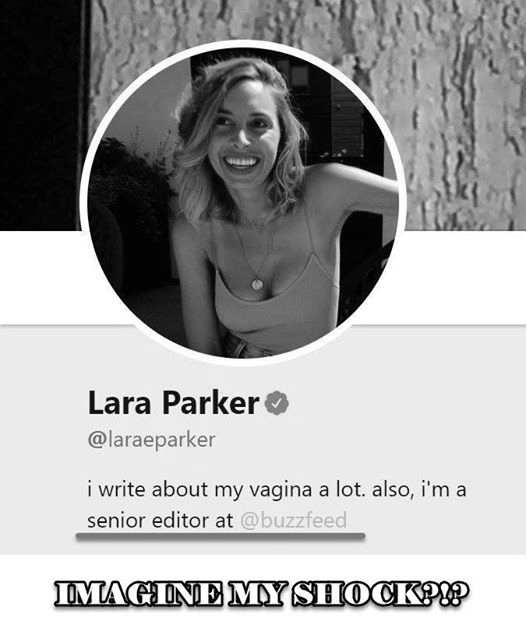 Lara Parker
@laraeparker
i write about my vagina a lot. also, i'm a
senior editor at @buzzfeed
IMAGINE MY SHOCK?!?